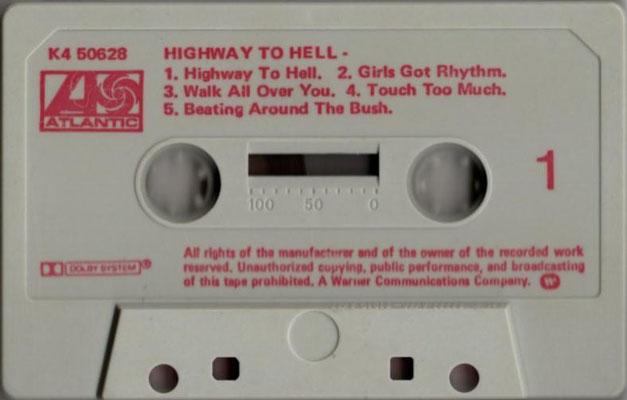 K4 50628
HIGHWAY TO HELL -
1. Highway To Hell. 2. Girls Got Rhythm.
3. Walk All Over You. 4. Touch Too Much.
5. Beating Around The Bush.
ATLANTIC
1
100 50 0
DOLBY SYSTEM®
All rights of the manufacturer and of the owner of the recorded work
reserved. Unauthorized copying, public performance, and broadcasting
of this tape prohibited. A Warner Communications Company.